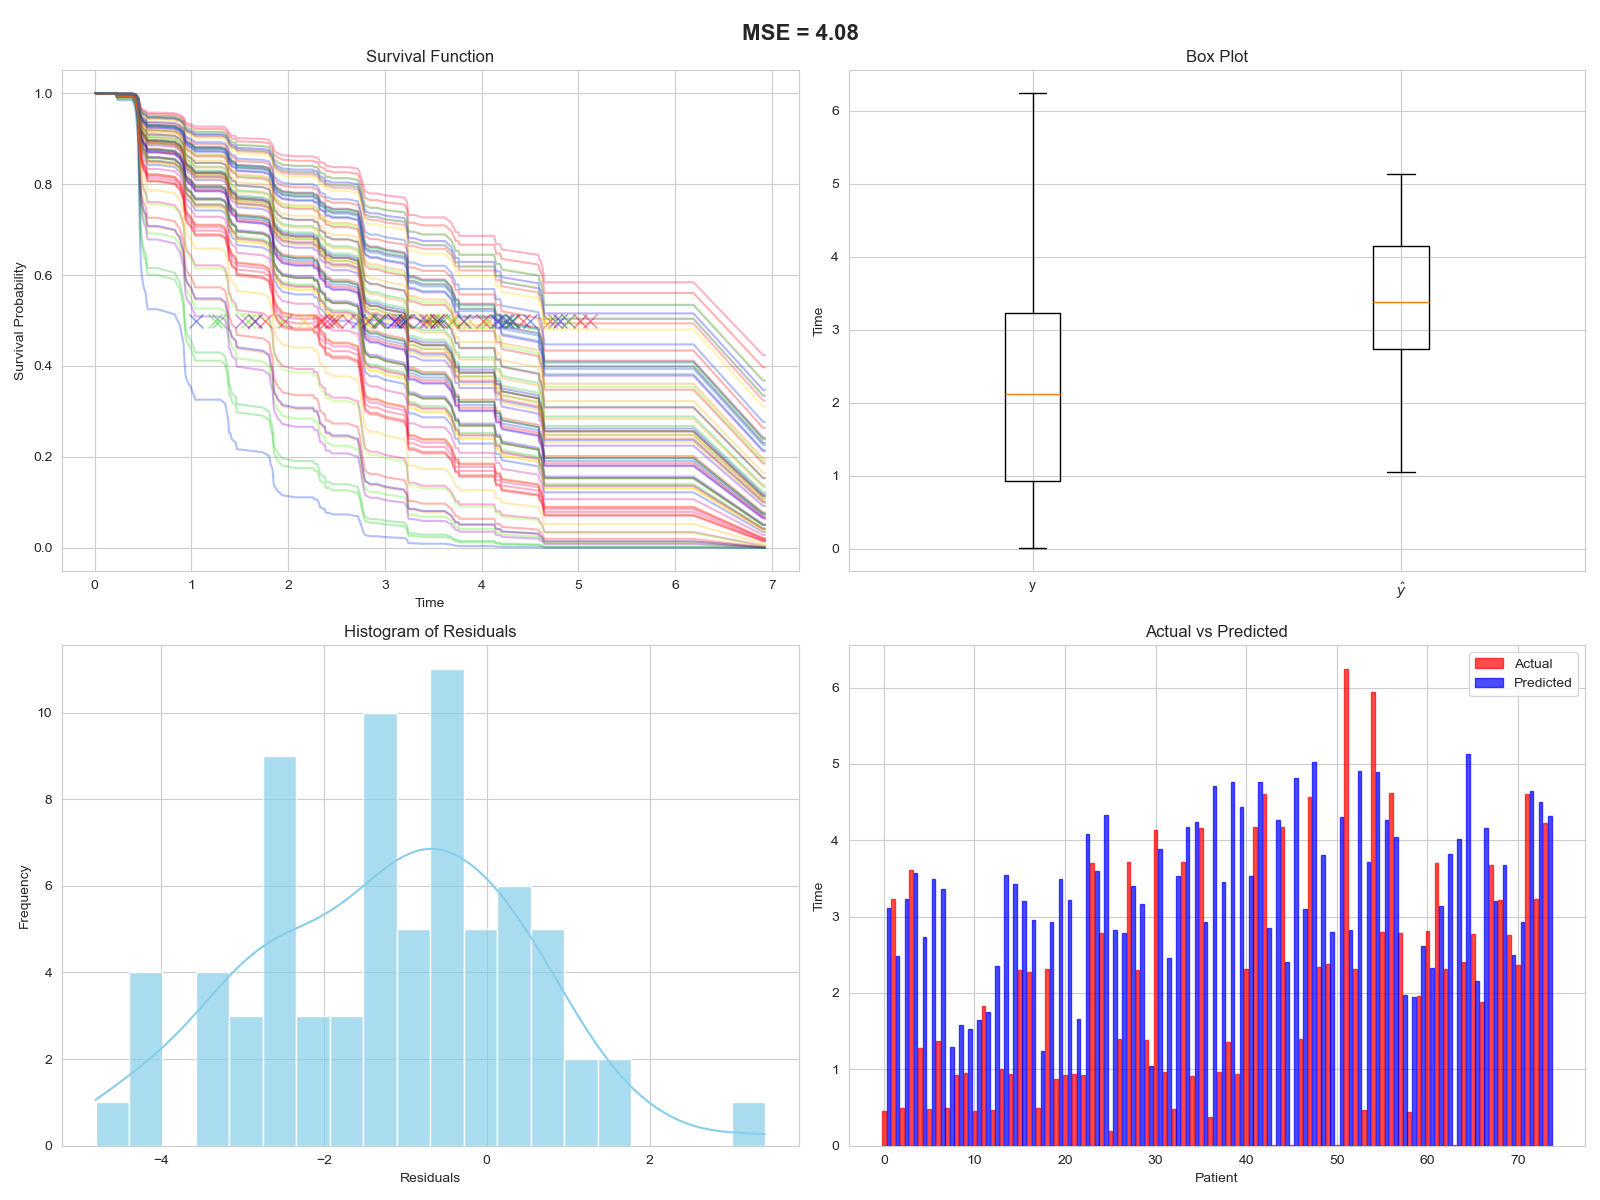 MSE = 4.08
Survival Function
Survival Probability
1.0
0.8
0.6
0.4
0.2
0.0
0 1 2 3 4 5 6 7
Time
Box Plot
Time
6
5
4
3
2
1
0
y ŷ
Histogram of Residuals
Frequency
10
8
6
4
2
0
−4 −2 0 2
Residuals
Actual vs Predicted
Actual
Predicted
Time
6
5
4
3
2
1
0
0 10 20 30 40 50 60 70
Patient